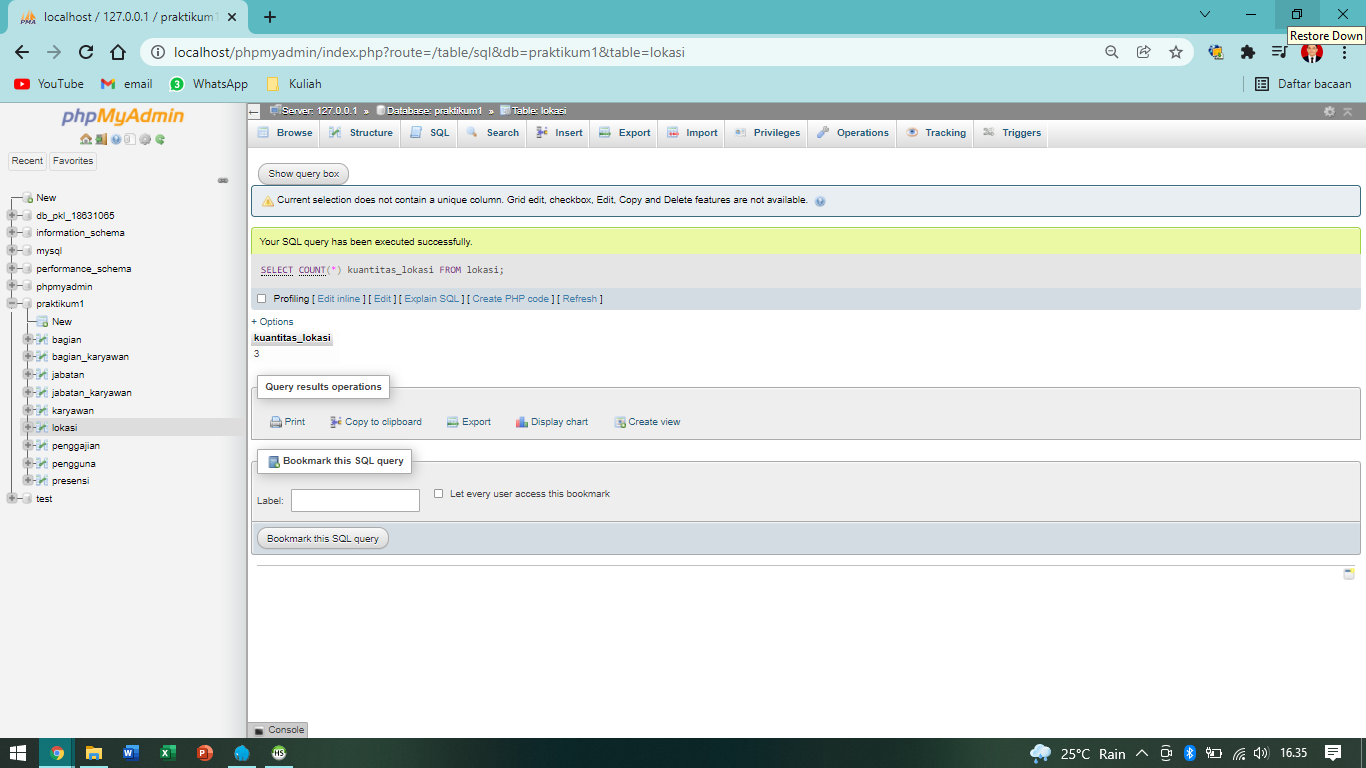 localhost / 127.0.0.1 / praktikum1
Restore Down
localhost/phpmyadmin/index.php?route=/table/sql&db=praktikum1&table=lokasi
YouTube email 3 WhatsApp Kuliah Daftar bacaan
phpMyAdmin
Recent Favorites
New
db_pkl_18631065
information_schema
mysql
performance_schema
phpmyadmin
praktikum1
New
bagian
bagian_karyawan
jabatan
jabatan_karyawan
karyawan
lokasi
penggajian
pengguna
presensi
test
Server: 127.0.0.1 » Database: praktikum1 » Table: lokasi
Browse Structure SQL Search Insert Export Import Privileges Operations Tracking Triggers
Show query box
Current selection does not contain a unique column. Grid edit, checkbox, Edit, Copy and Delete features are not available.
Your SQL query has been executed successfully.
SELECT COUNT(*) kuantitas_lokasi FROM lokasi;
Profiling [ Edit inline ] [ Edit ] [ Explain SQL ] [ Create PHP code ] [ Refresh ]
+ Options
kuantitas_lokasi
3
Query results operations
Print Copy to clipboard Export Display chart Create view
Bookmark this SQL query
Label: Let every user access this bookmark
Bookmark this SQL query
Console
25°C Rain 16.35